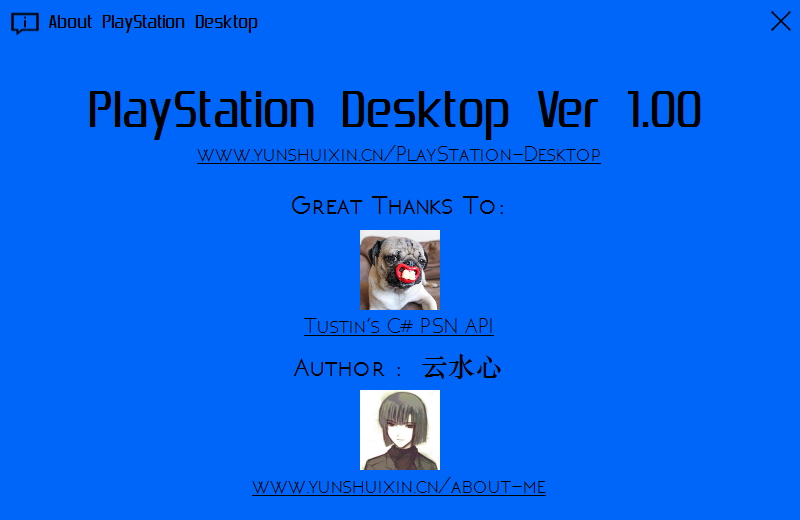 About PlayStation Desktop
PlayStation Desktop Ver 1.00
www.yunshuixin.cn/PlayStation-Desktop
Great Thanks To:
Tustin's C# PSN API
Author : 云水心
www.yunshuixin.cn/about-me